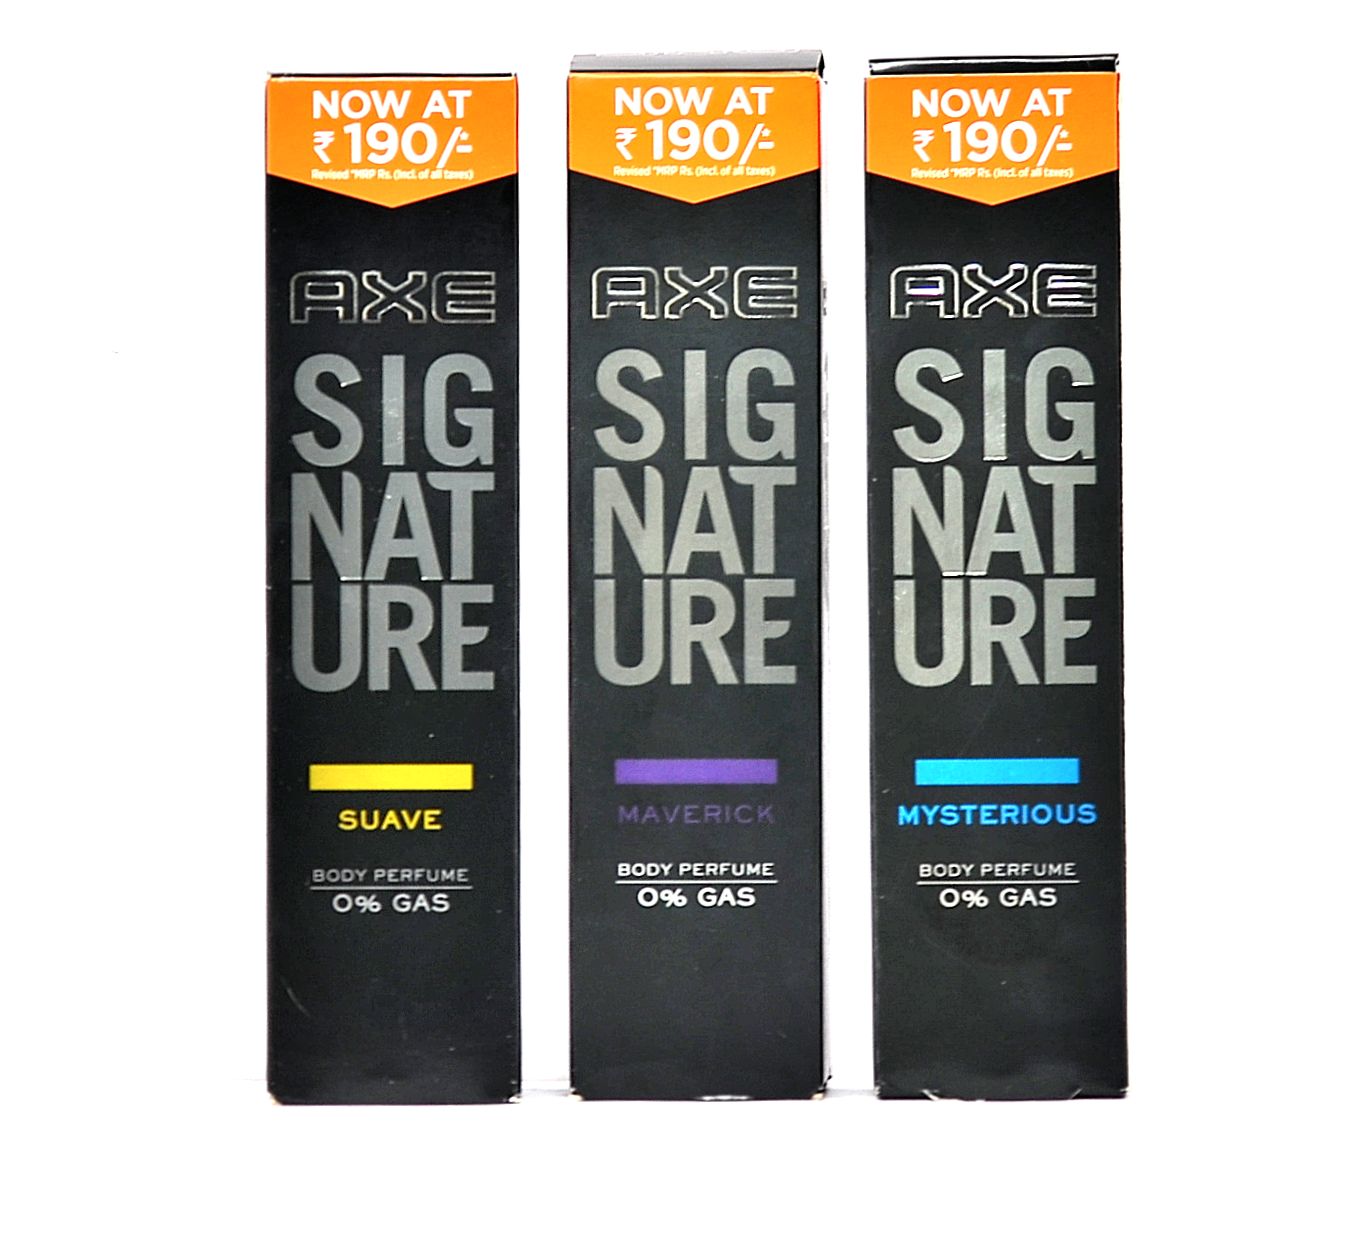 NOW AT
₹ 190/-*
Revised *MRP Rs. (Incl. of all taxes)
AXE
SIG
NAT
URE
SUAVE
BODY PERFUME
0% GAS
NOW AT
₹ 190/-*
Revised *MRP Rs. (Incl. of all taxes)
AXE
SIG
NAT
URE
MAVERICK
BODY PERFUME
0% GAS
NOW AT
₹ 190/-*
Revised *MRP Rs. (Incl. of all taxes)
AXE
SIG
NAT
URE
MYSTERIOUS
BODY PERFUME
0% GAS